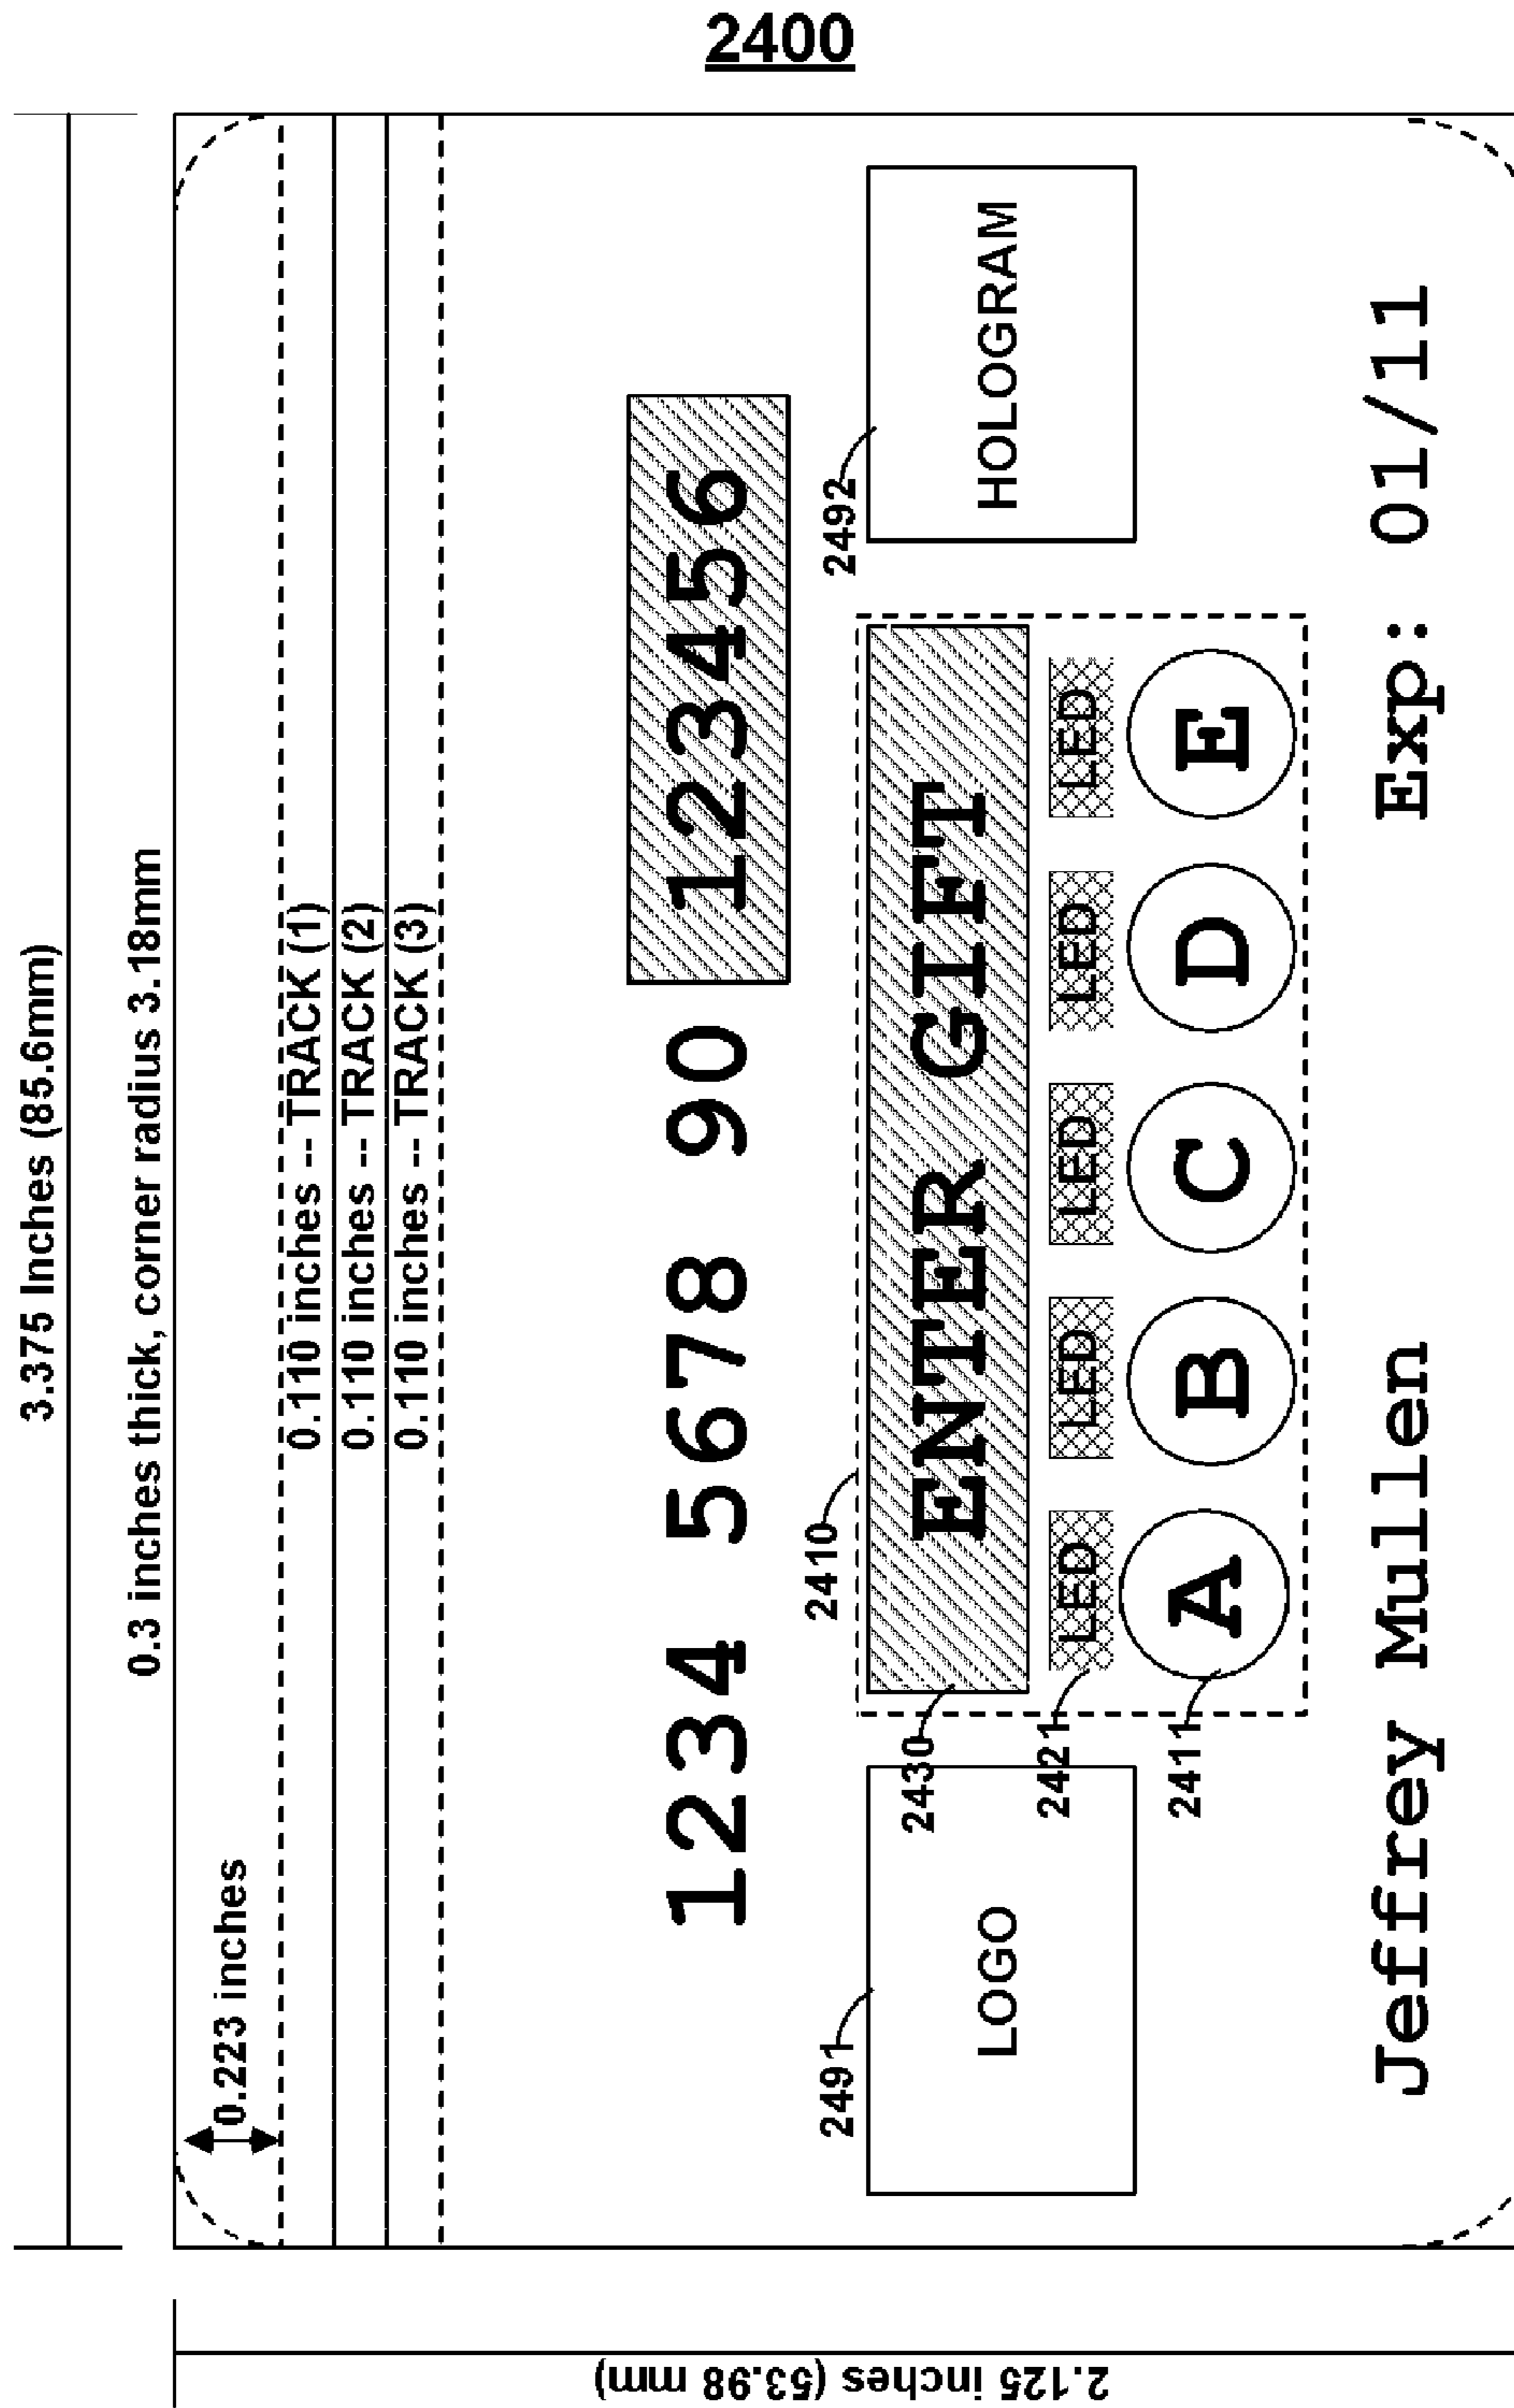 3.375 Inches (85.6mm)
0.3 inches thick, corner radius 3.18mm
0.223 inches
0.110 inches -- TRACK (1)
0.110 inches -- TRACK (2)
0.110 inches -- TRACK (3)
2.125 inches (53.98 mm)
1234 5678 90 123456
2491
2410
2492
LOGO
ENTER GIFT
HOLOGRAM
2430
LED LED LED LED LED
2421
A B C D E
2411
Jeffrey Mullen Exp: 01/11
2400